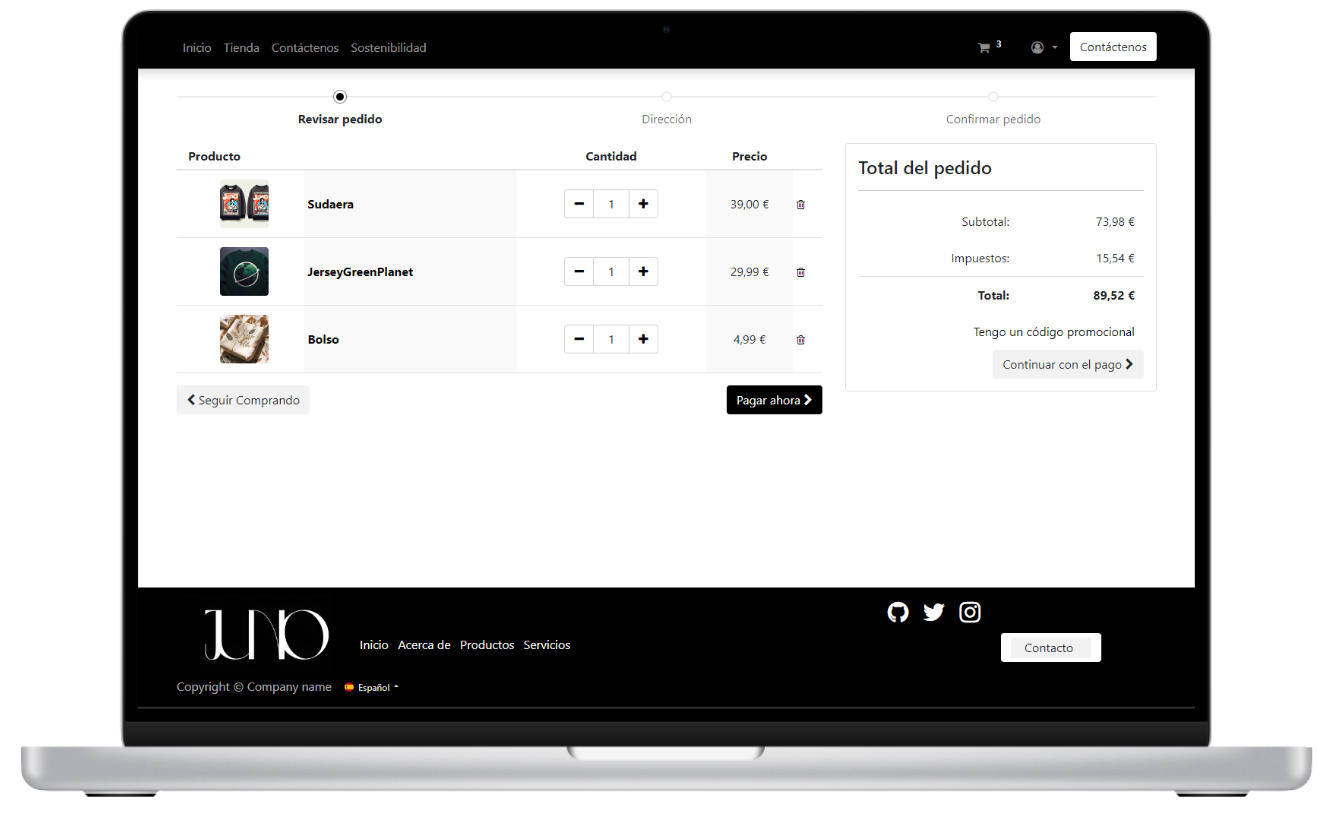 Inicio Tienda Contáctenos Sostenibilidad 3 Contáctenos
Revisar pedido Dirección Confirmar pedido
Producto Cantidad Precio
Sudaera 1 39,00 €
JerseyGreenPlanet 1 29,99 €
Bolso 1 4,99 €
Seguir Comprando Pagar ahora
Total del pedido
Subtotal: 73,98 €
Impuestos: 15,54 €
Total: 89,52 €
Tengo un código promocional
Continuar con el pago
JUNO
Inicio Acerca de Productos Servicios
Contacto
Copyright © Company name Español